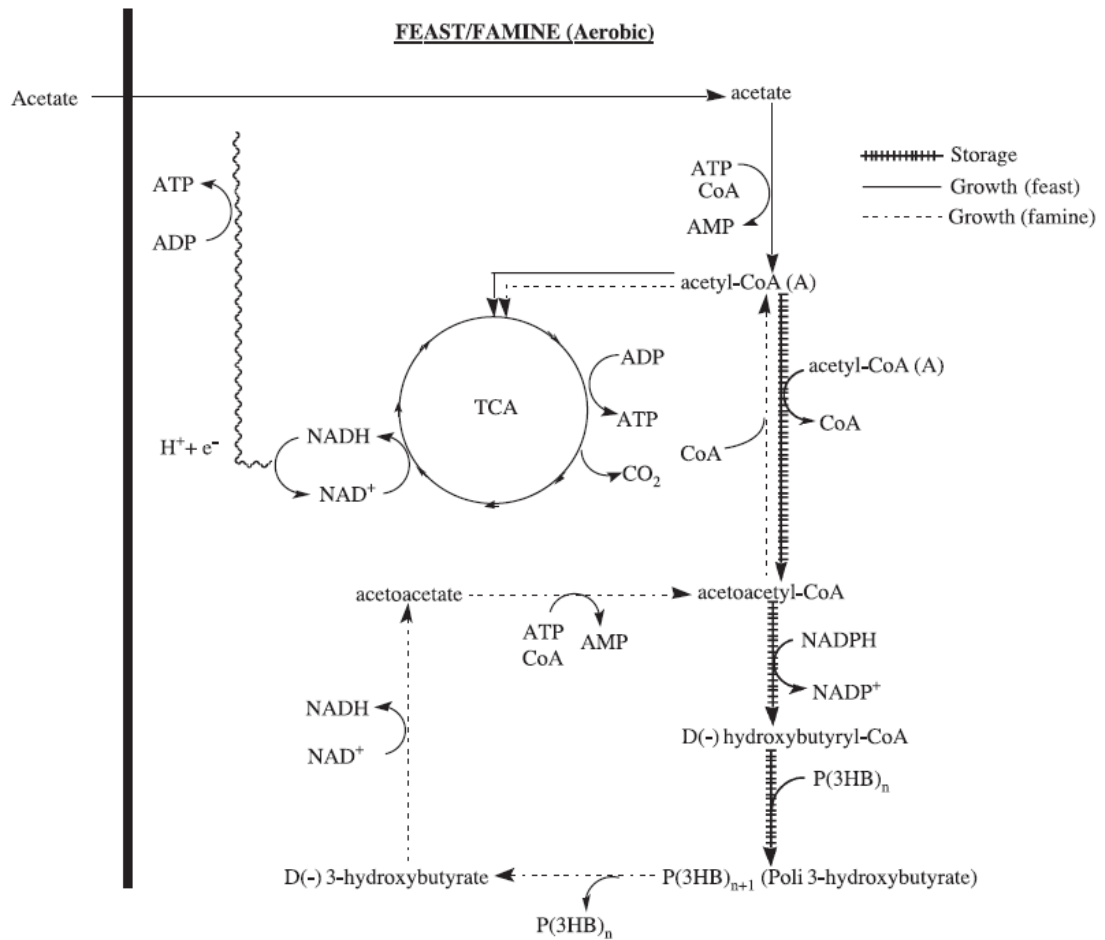 FEAST/FAMINE (Aerobic)
Acetate
acetate
Storage
Growth (feast)
Growth (famine)
ATP
CoA
AMP
ATP
ADP
acetyl-CoA (A)
ADP
ATP
TCA
acetyl-CoA (A)
CoA
CoA
H⁺+ e⁻
NADH
NAD⁺
CO₂
acetoacetate
acetoacetyl-CoA
ATP
CoA
AMP
NADPH
NADP⁺
NADH
NAD⁺
D(-) hydroxybutyryl-CoA
P(3HB)ₙ
D(-) 3-hydroxybutyrate
P(3HB)ₙ₊₁ (Poli 3-hydroxybutyrate)
P(3HB)ₙ